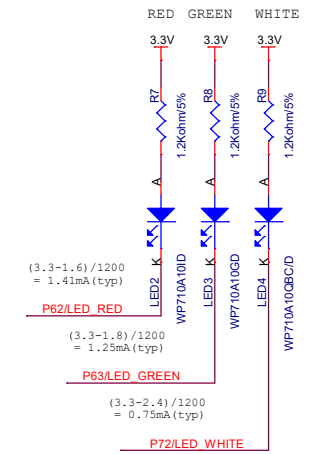 RED GREEN WHITE
3.3V 3.3V 3.3V
R7 R8 R9
1.2Kohm/5% 1.2Kohm/5% 1.2Kohm/5%
A A A
K K K
LED2 LED3 LED4
WP710A10ID WP710A10GD WP710A10QBC/D
(3.3-1.6)/1200
= 1.41mA(typ)
P62/LED_RED
(3.3-1.8)/1200
= 1.25mA(typ)
P63/LED_GREEN
(3.3-2.4)/1200
= 0.75mA(typ)
P72/LED_WHITE